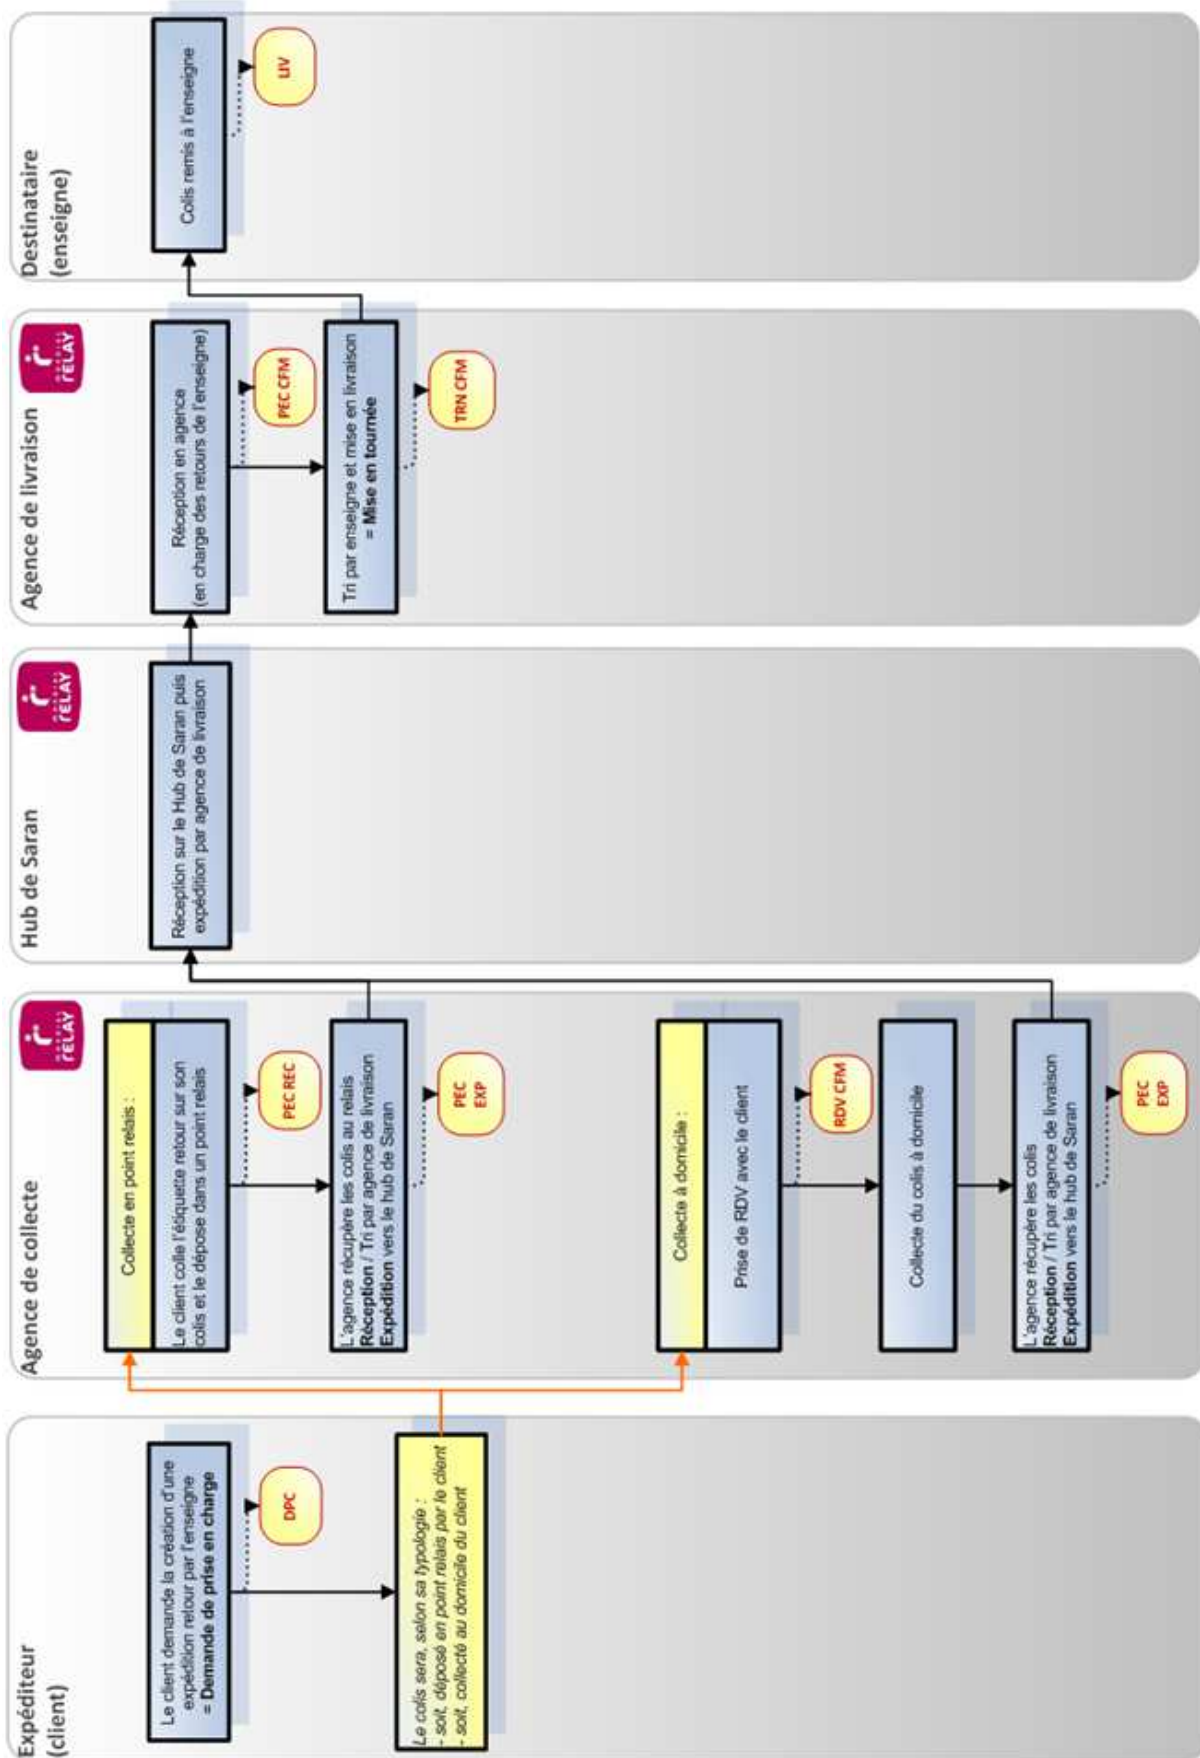 Expéditeur
(client)
Le client demande la création d'une
expédition retour par l'enseigne
= Demande de prise en charge
DPC
Le colis sera, selon sa typologie :
- soit, déposé en point relais par le client
- soit, collecté au domicile du client
Agence de collecte
MONDIAL
RELAY
Collecte en point relais :
Le client colle l'étiquette retour sur son
colis et le dépose dans un point relais
PEC REC
L'agence récupère les colis au relais
Réception / Tri par agence de livraison
Expédition vers le hub de Saran
PEC
EXP
Collecte à domicile :
Prise de RDV avec le client
RDV CFM
Collecte du colis à domicile
L'agence récupère les colis
Réception / Tri par agence de livraison
Expédition vers le hub de Saran
PEC
EXP
Hub de Saran
MONDIAL
RELAY
Réception sur le Hub de Saran puis
expédition par agence de livraison
Agence de livraison
MONDIAL
RELAY
Réception en agence
(en charge des retours de l'enseigne)
PEC CFM
Tri par enseigne et mise en livraison
= Mise en tournée
TRN CFM
Destinataire
(enseigne)
Colis remis à l'enseigne
LIV